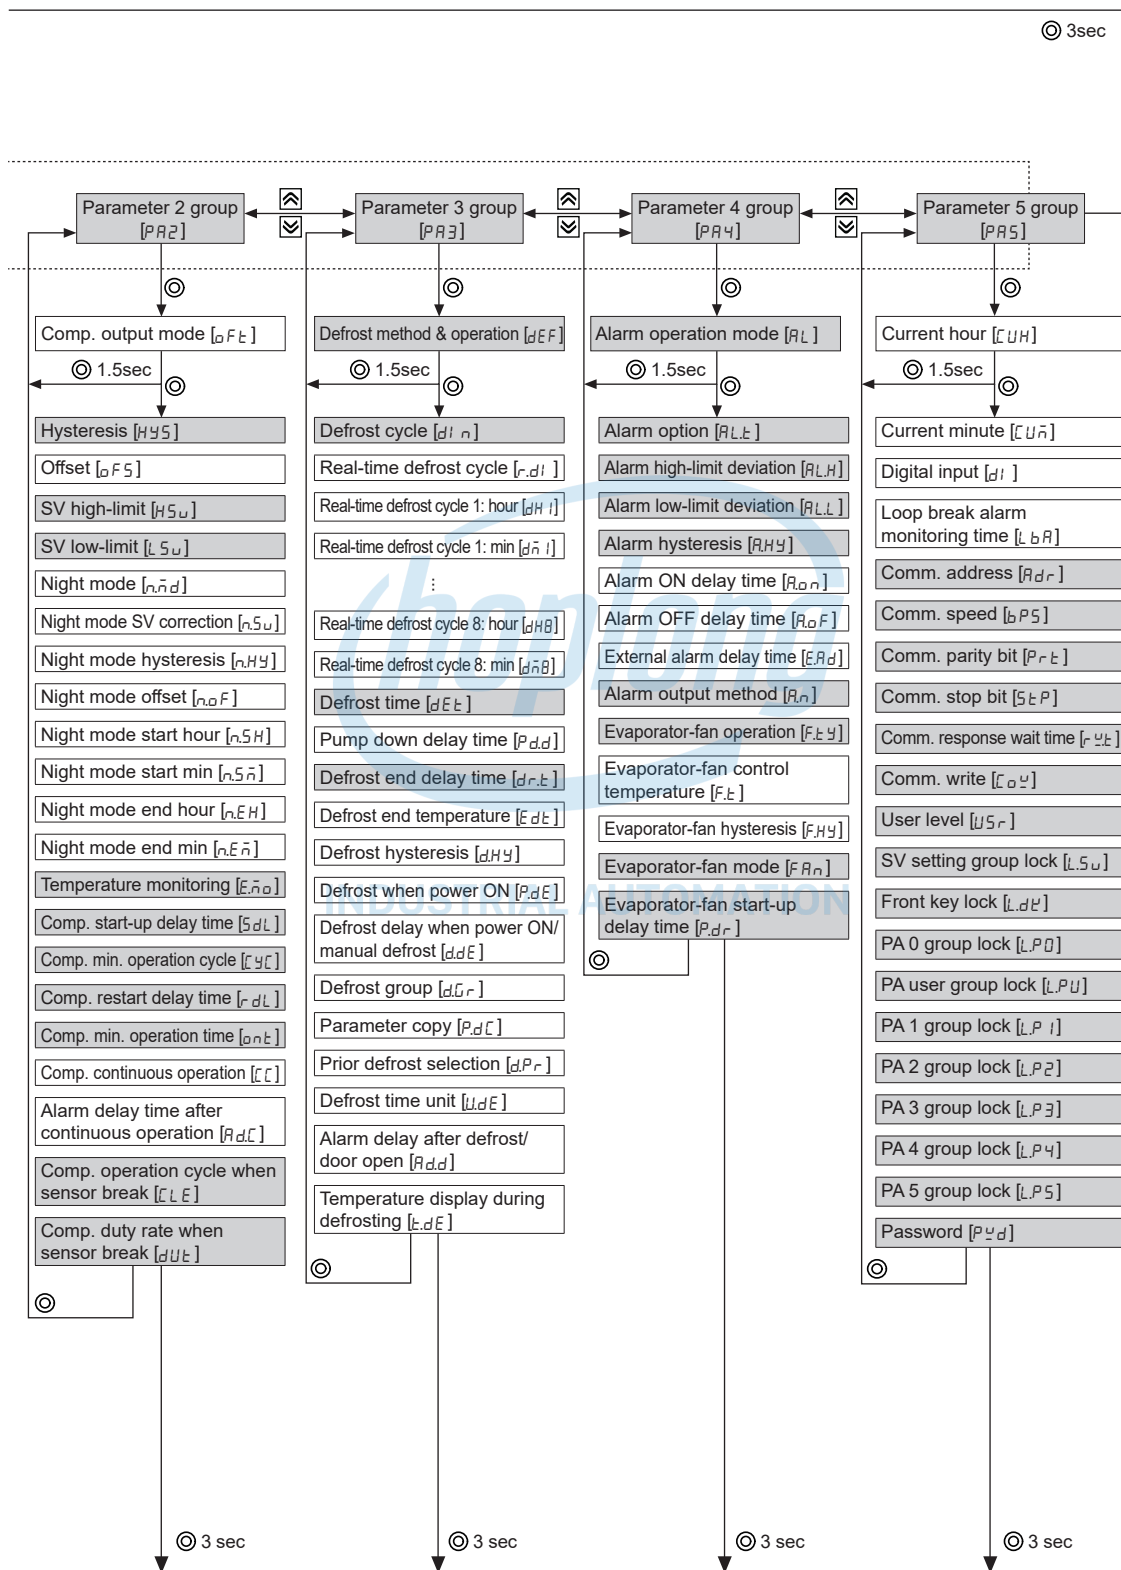 ◎ 3sec
Parameter 2 group
[PA2]
Parameter 3 group
[PA3]
Parameter 4 group
[PA4]
Parameter 5 group
[PA5]
◎
◎
◎
◎
Comp. output mode [oFt]
◎ 1.5sec
◎
Hysteresis [HYS]
Offset [oFS]
SV high-limit [HSv]
SV low-limit [LSv]
Night mode [n.md]
Night mode SV correction [n.Sv]
Night mode hysteresis [n.HY]
Night mode offset [n.oF]
Night mode start hour [n.SH]
Night mode start min [n.Sm]
Night mode end hour [n.EH]
Night mode end min [n.Em]
Temperature monitoring [E.mo]
Comp. start-up delay time [SdL]
Comp. min. operation cycle [CYC]
Comp. restart delay time [rdL]
Comp. min. operation time [ont]
Comp. continuous operation [CC]
Alarm delay time after
continuous operation [Ad.C]
Comp. operation cycle when
sensor break [CLE]
Comp. duty rate when
sensor break [dUt]
◎
◎ 3 sec
Defrost method & operation [dEF]
◎ 1.5sec
◎
Defrost cycle [dIn]
Real-time defrost cycle [r.dI]
Real-time defrost cycle 1: hour [dH1]
Real-time defrost cycle 1: min [dm1]
⋮
Real-time defrost cycle 8: hour [dH8]
Real-time defrost cycle 8: min [dm8]
Defrost time [dEt]
Pump down delay time [Pd.d]
Defrost end delay time [dr.t]
Defrost end temperature [Edt]
Defrost hysteresis [d.HY]
Defrost when power ON [P.dE]
Defrost delay when power ON/
manual defrost [d.dE]
Defrost group [d.Gr]
Parameter copy [P.dC]
Prior defrost selection [d.Pr]
Defrost time unit [U.dE]
Alarm delay after defrost/
door open [Ad.d]
Temperature display during
defrosting [t.dE]
◎
◎ 3 sec
Alarm operation mode [AL]
◎ 1.5sec
◎
Alarm option [AL.t]
Alarm high-limit deviation [AL.H]
Alarm low-limit deviation [AL.L]
Alarm hysteresis [A.HY]
Alarm ON delay time [A.on]
Alarm OFF delay time [A.oF]
External alarm delay time [E.Ad]
Alarm output method [A.n]
Evaporator-fan operation [F.tY]
Evaporator-fan control
temperature [F.t]
Evaporator-fan hysteresis [F.HY]
Evaporator-fan mode [FAn]
Evaporator-fan start-up
delay time [P.dr]
◎
◎ 3 sec
Current hour [CUH]
◎ 1.5sec
◎
Current minute [CUm]
Digital input [dI]
Loop break alarm
monitoring time [LbA]
Comm. address [Adr]
Comm. speed [bPS]
Comm. parity bit [Prt]
Comm. stop bit [StP]
Comm. response wait time [rW.t]
Comm. write [CoW]
User level [USr]
SV setting group lock [L.Sv]
Front key lock [L.dK]
PA 0 group lock [L.P0]
PA user group lock [L.PU]
PA 1 group lock [L.P1]
PA 2 group lock [L.P2]
PA 3 group lock [L.P3]
PA 4 group lock [L.P4]
PA 5 group lock [L.P5]
Password [PWd]
◎
◎ 3 sec
hoplong
INDUSTRIAL AUTOMATION